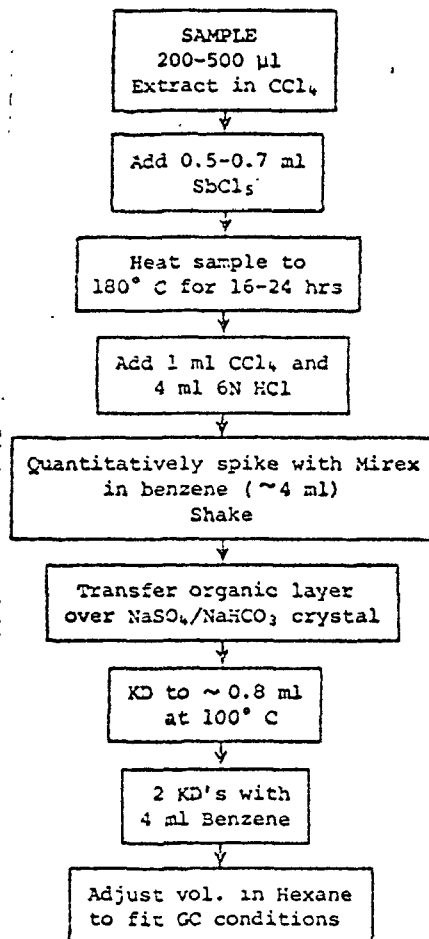 SAMPLE
200-500 µl
Extract in CCl₄
Add 0.5-0.7 ml
SbCl₅
Heat sample to
180° C for 16-24 hrs
Add 1 ml CCl₄ and
4 ml 6N HCl
Quantitatively spike with Mirex
in benzene (~4 ml)
Shake
Transfer organic layer
over NaSO₄/NaHCO₃ crystal
KD to ~ 0.8 ml
at 100° C
2 KD's with
4 ml Benzene
Adjust vol. in Hexane
to fit GC conditions